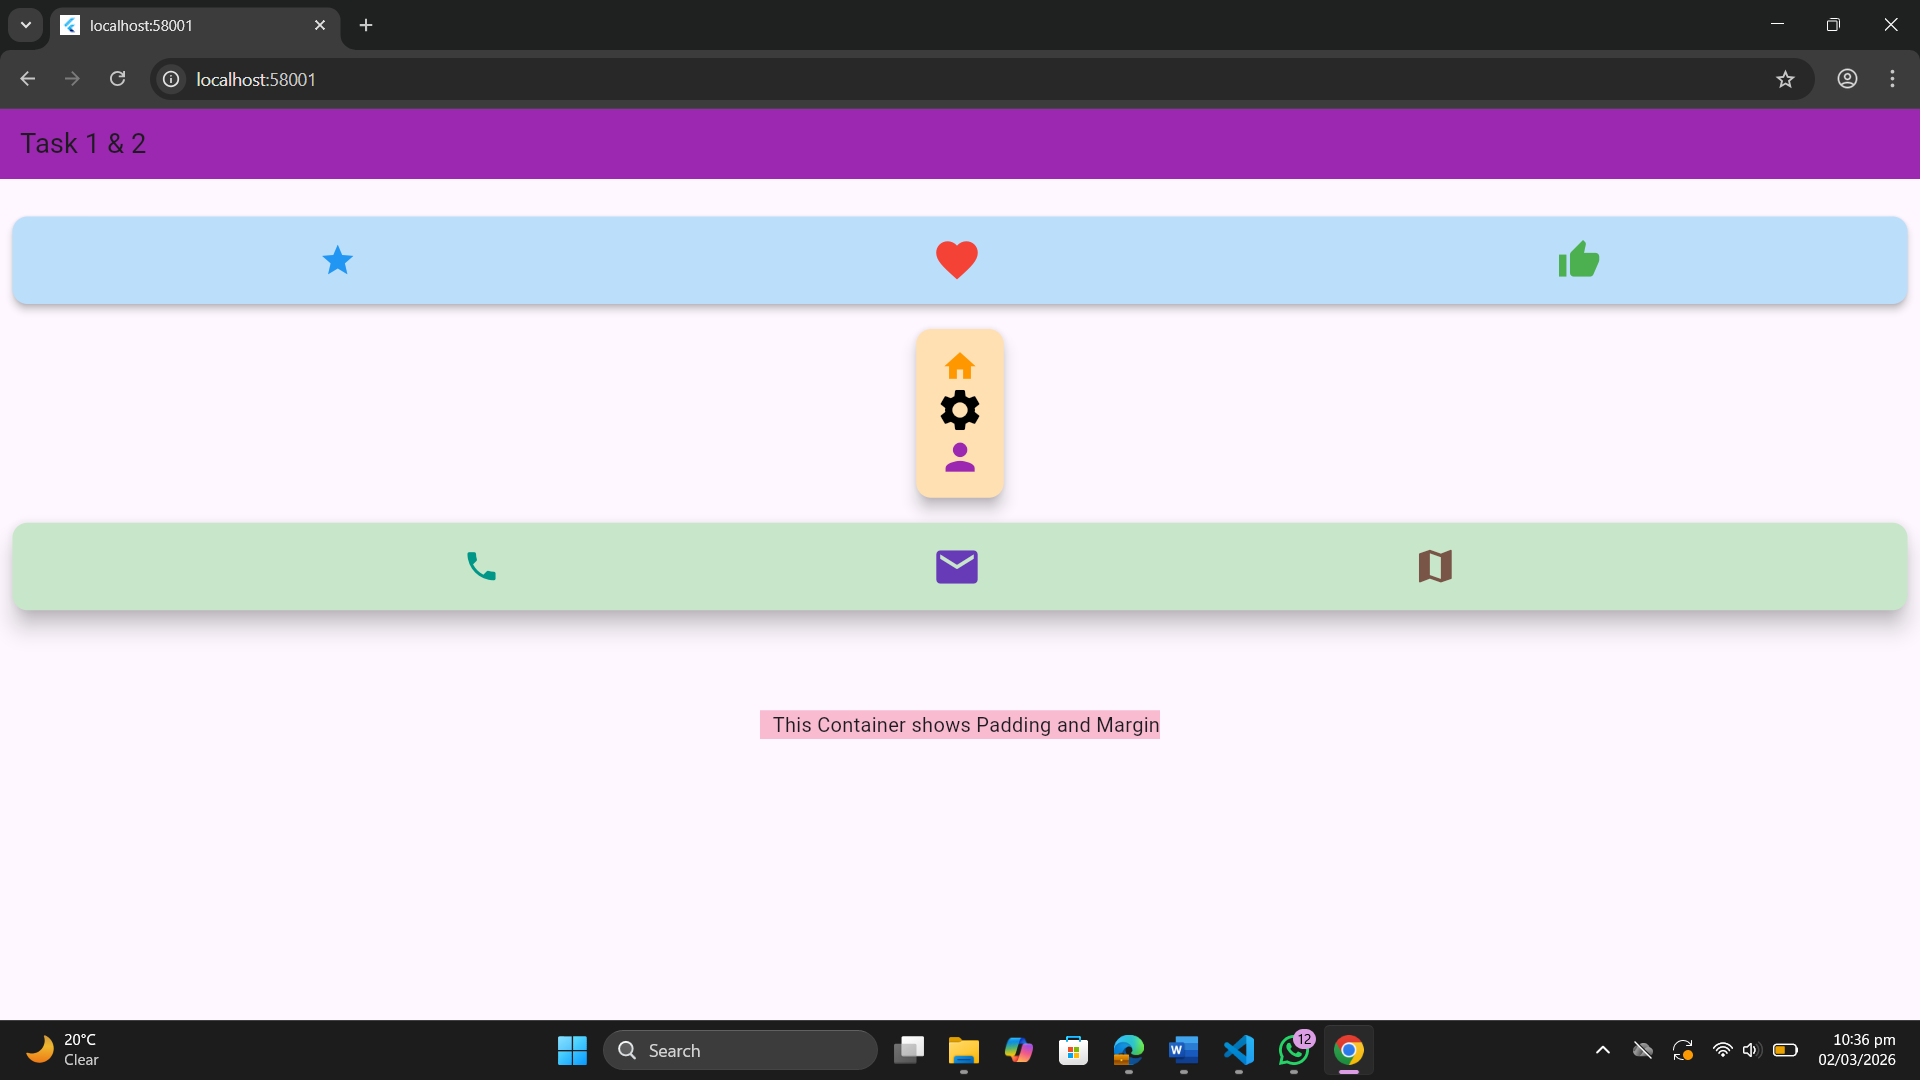 localhost:58001
localhost:58001
Task 1 & 2
This Container shows Padding and Margin
20°C
Clear
Search
W
12
10:36 pm
02/03/2026